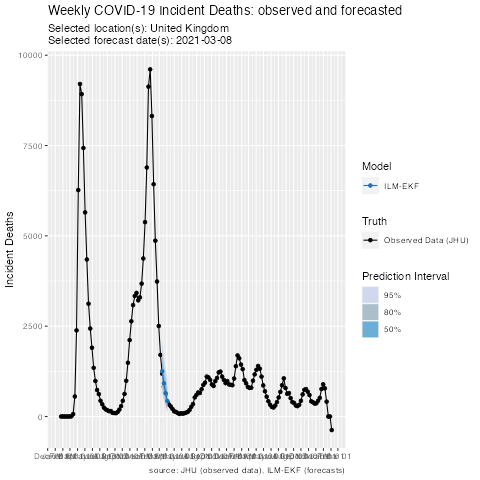 Weekly COVID-19 Incident Deaths: observed and forecasted
Selected location(s): United Kingdom
Selected forecast date(s): 2021-03-08
10000
7500
5000
2500
0
Incident Deaths
Model
ILM-EKF
Truth
Observed Data (JHU)
Prediction Interval
95%
80%
50%
source: JHU (observed data), ILM-EKF (forecasts)